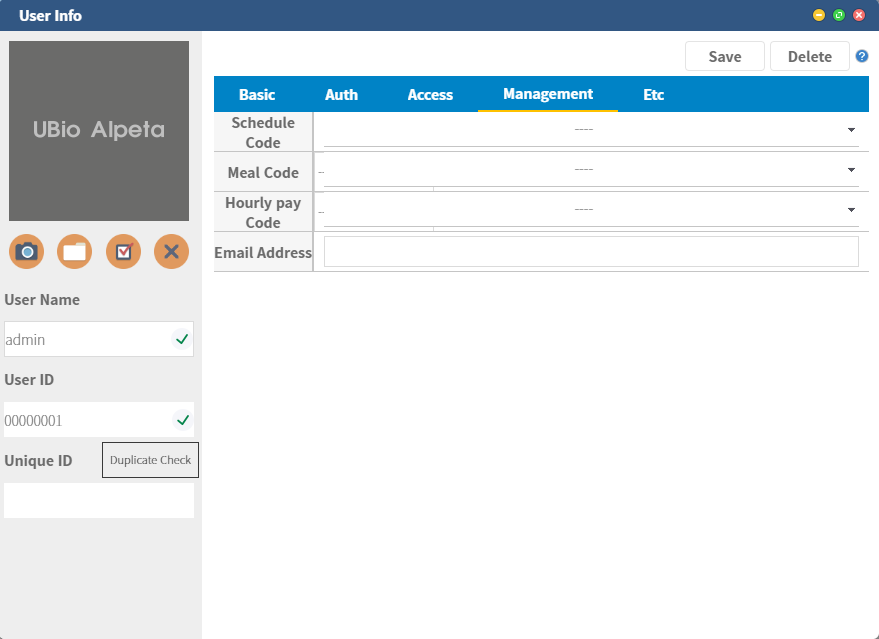 User Info
UBio Alpeta
User Name
admin
User ID
00000001
Unique ID
Duplicate Check
Save
Delete
?
Basic
Auth
Access
Management
Etc
Schedule
Code
----
Meal Code
--
----
Hourly pay
Code
--
----
Email Address